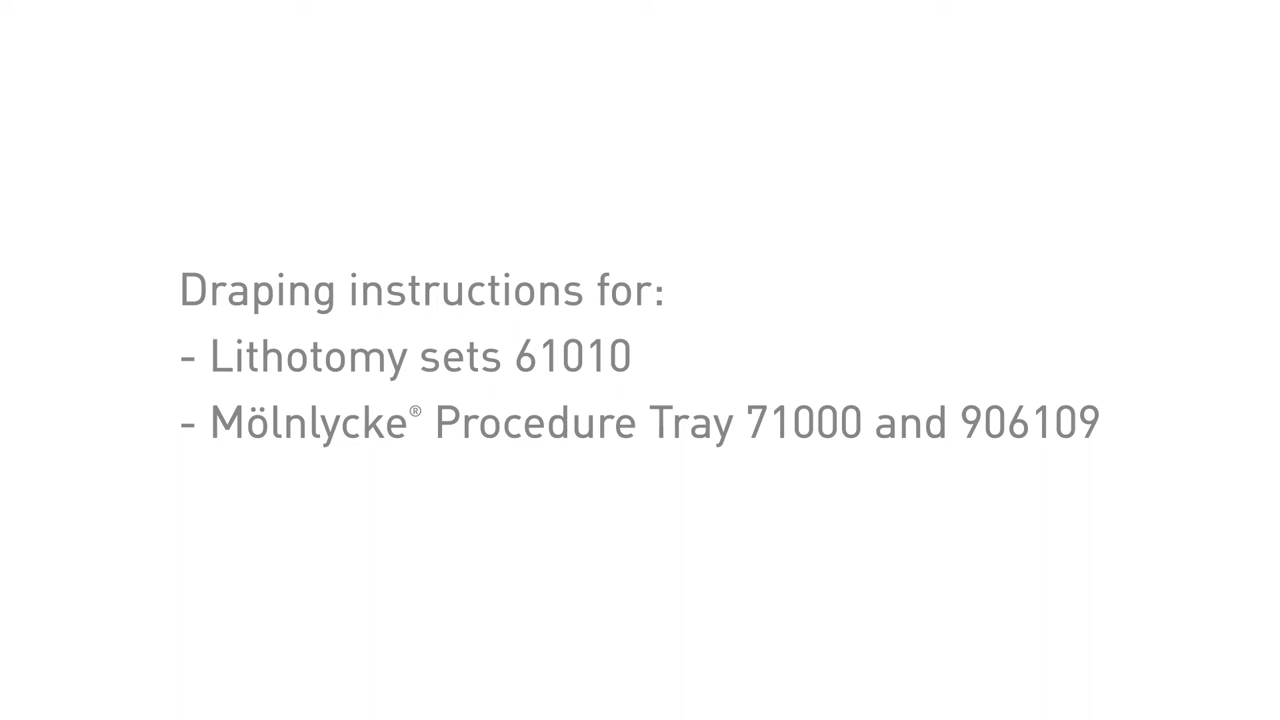 Draping instructions for:
- Lithotomy sets 61010
- Mölnlycke® Procedure Tray 71000 and 906109